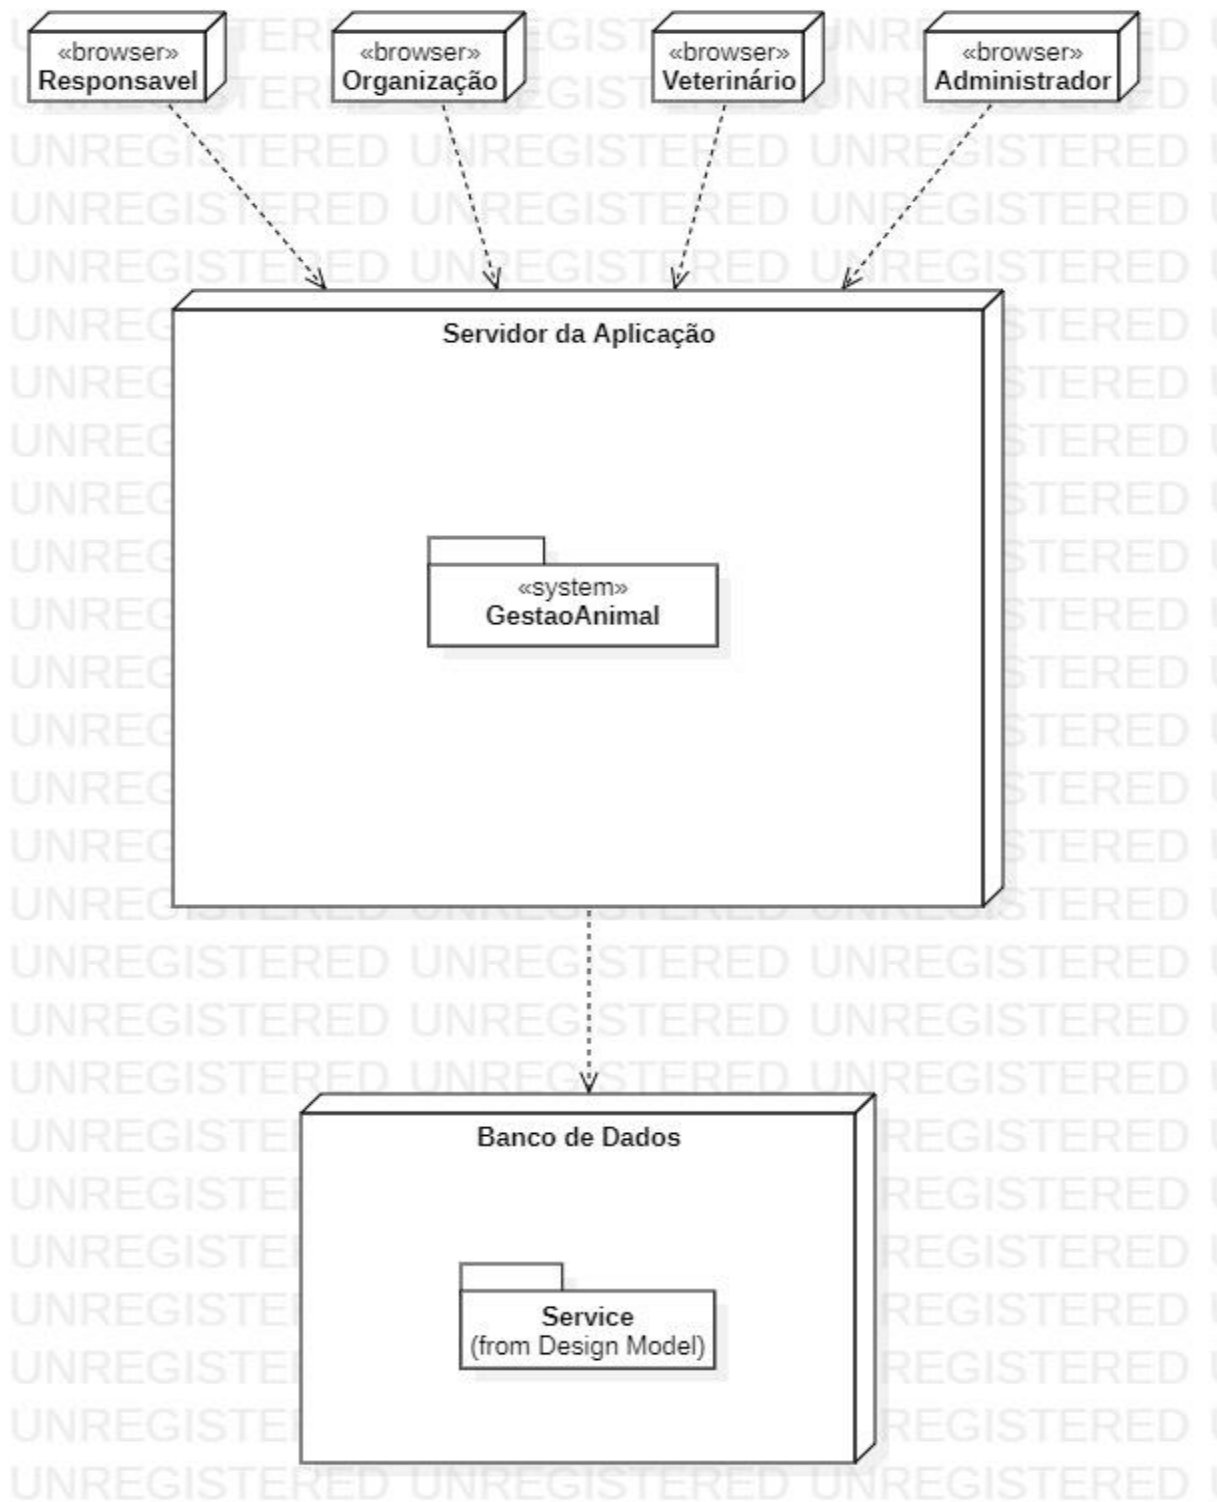 «browser»
Responsavel
«browser»
Organização
«browser»
Veterinário
«browser»
Administrador
Servidor da Aplicação
«system»
GestaoAnimal
Banco de Dados
Service
(from Design Model)
UNREGISTERED